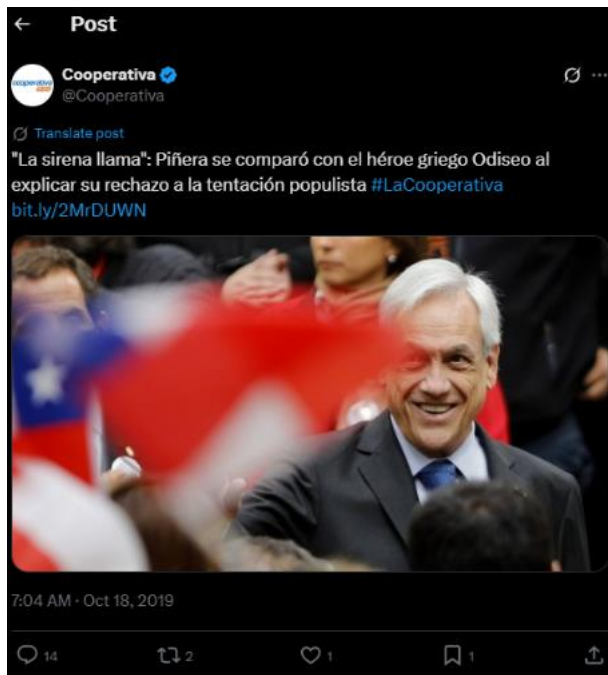 Post
Cooperativa
@Cooperativa
Translate post
"La sirena llama": Piñera se comparó con el héroe griego Odiseo al
explicar su rechazo a la tentación populista #LaCooperativa
bit.ly/2MrDUWN
7:04 AM · Oct 18, 2019
14 2 1 1